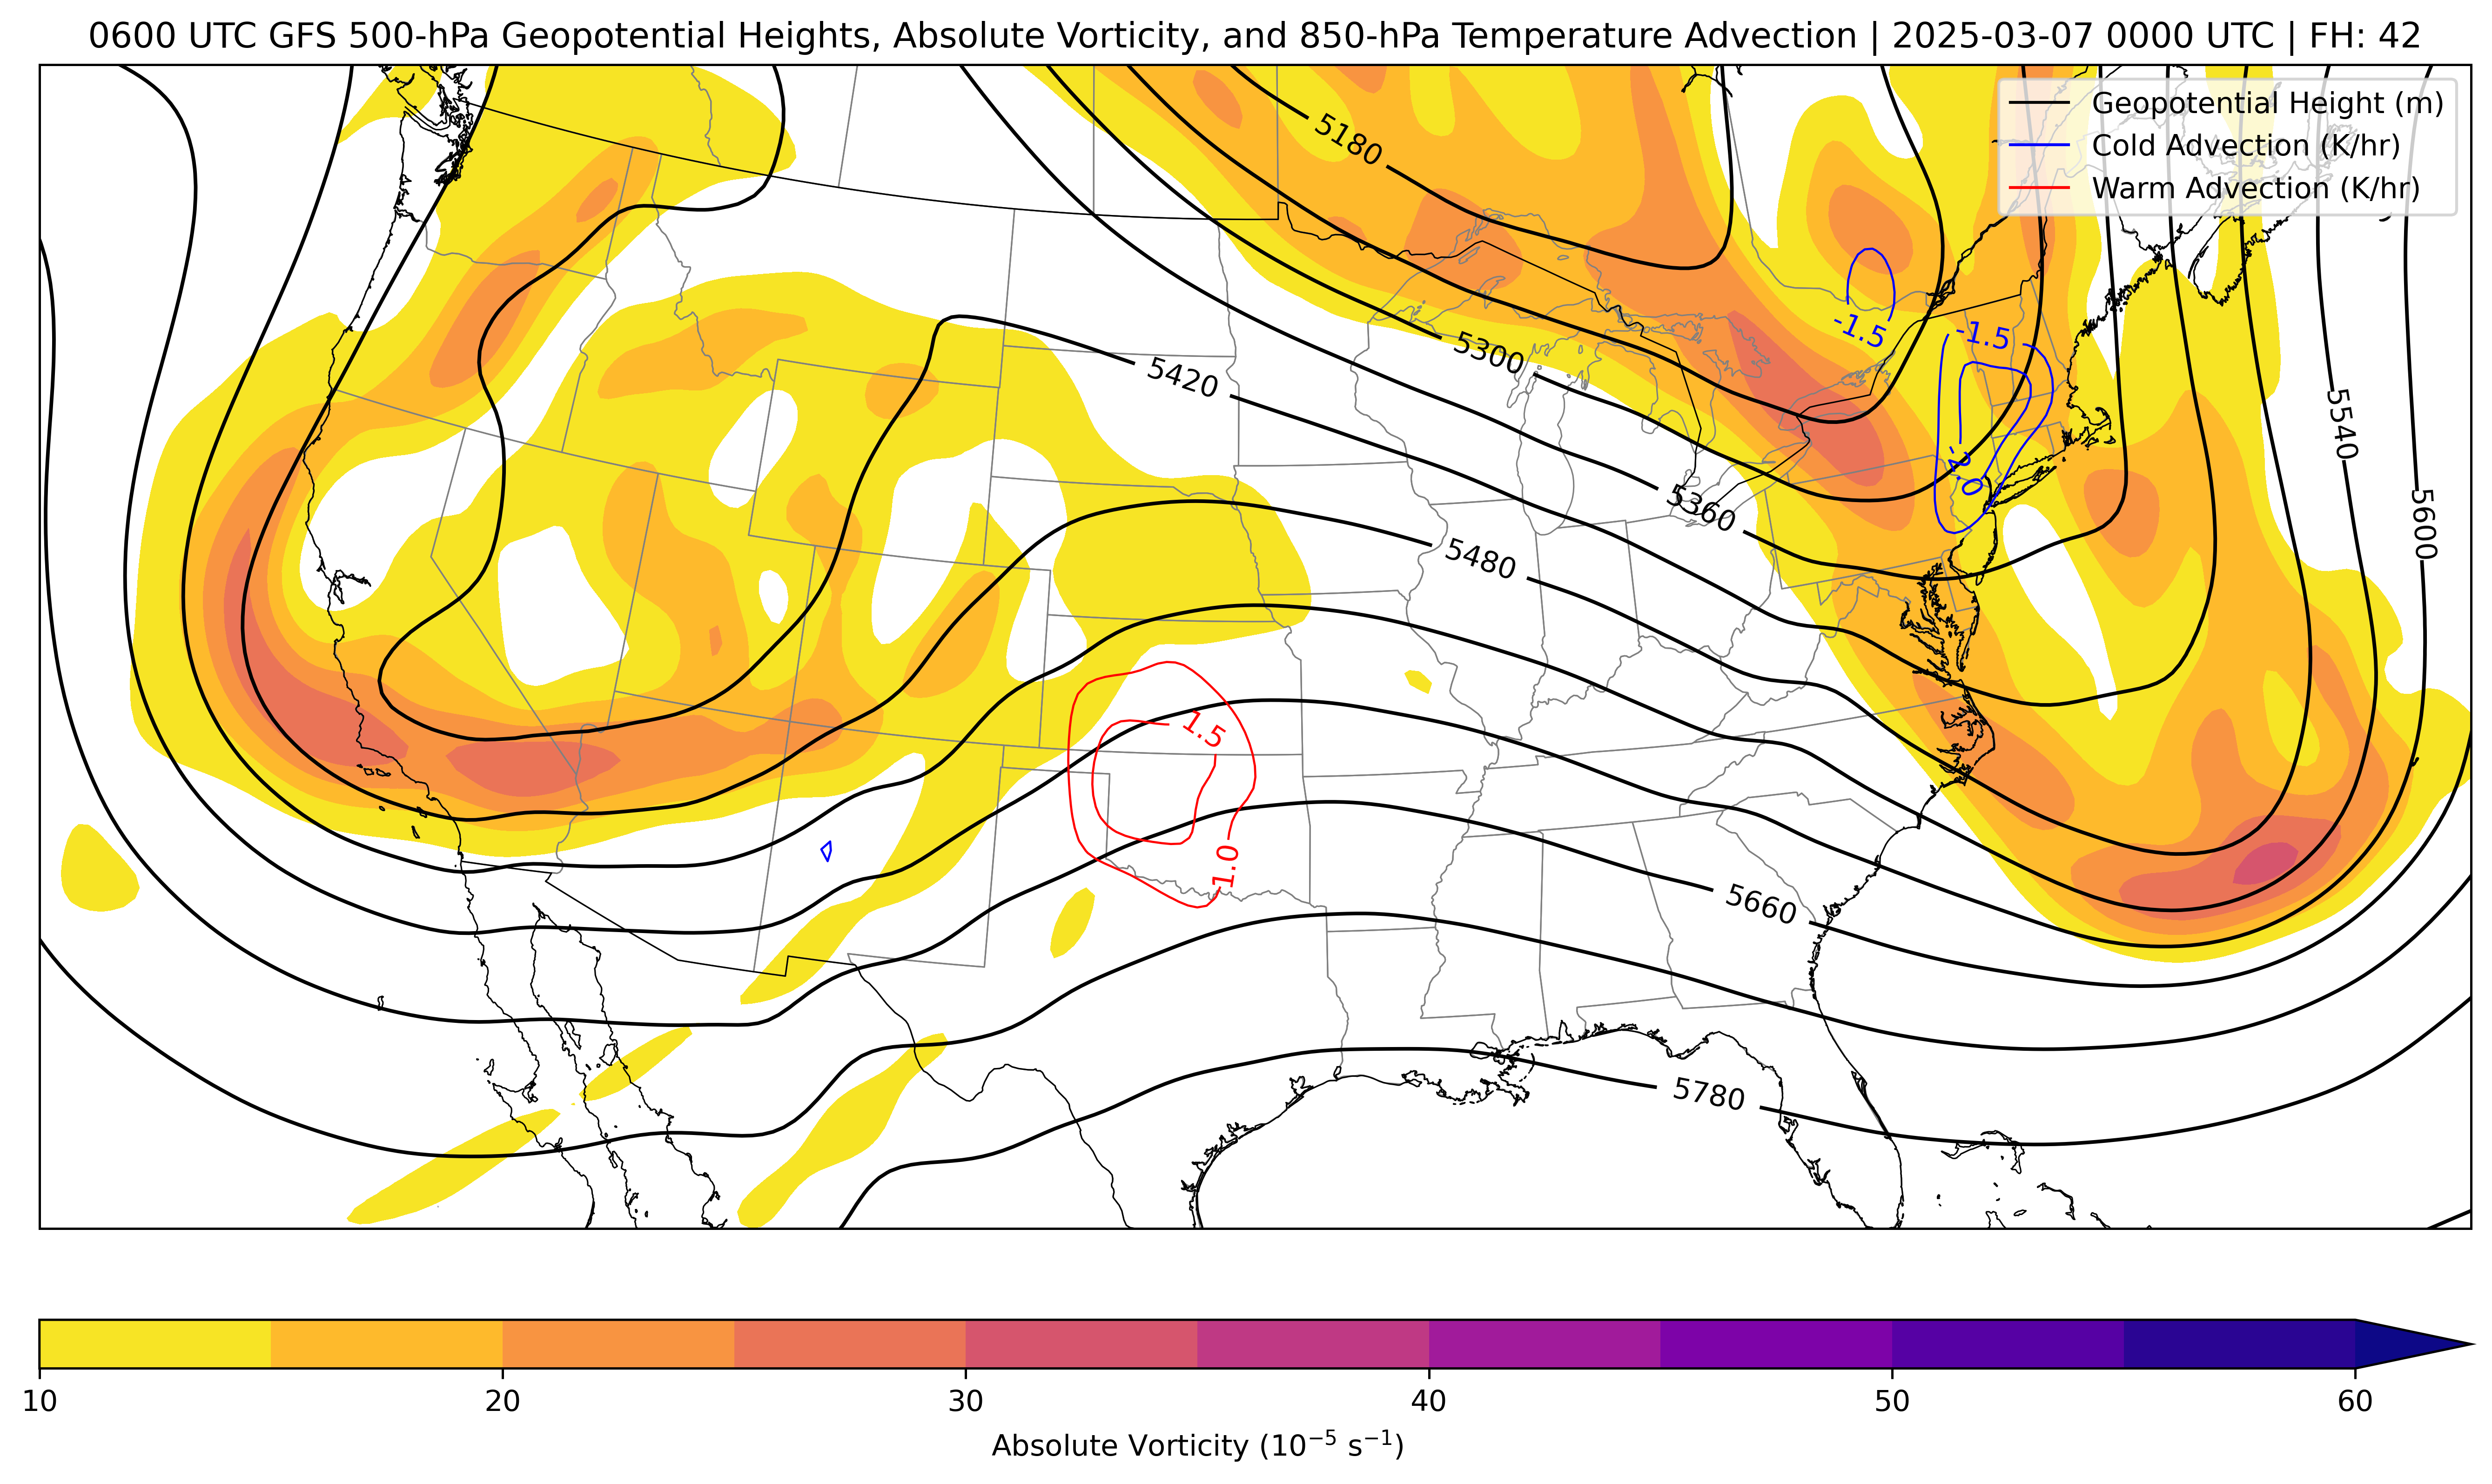 0600 UTC GFS 500-hPa Geopotential Heights, Absolute Vorticity, and 850-hPa Temperature Advection | 2025-03-07 0000 UTC | FH: 42
Geopotential Height (m)
Cold Advection (K/hr)
Warm Advection (K/hr)
5180
-1.5
-1.5
5300
5420
5540
-2.0
5360
5600
5480
1.5
1.0
5660
5780
10 20 30 40 50 60
Absolute Vorticity (10⁻⁵ s⁻¹)